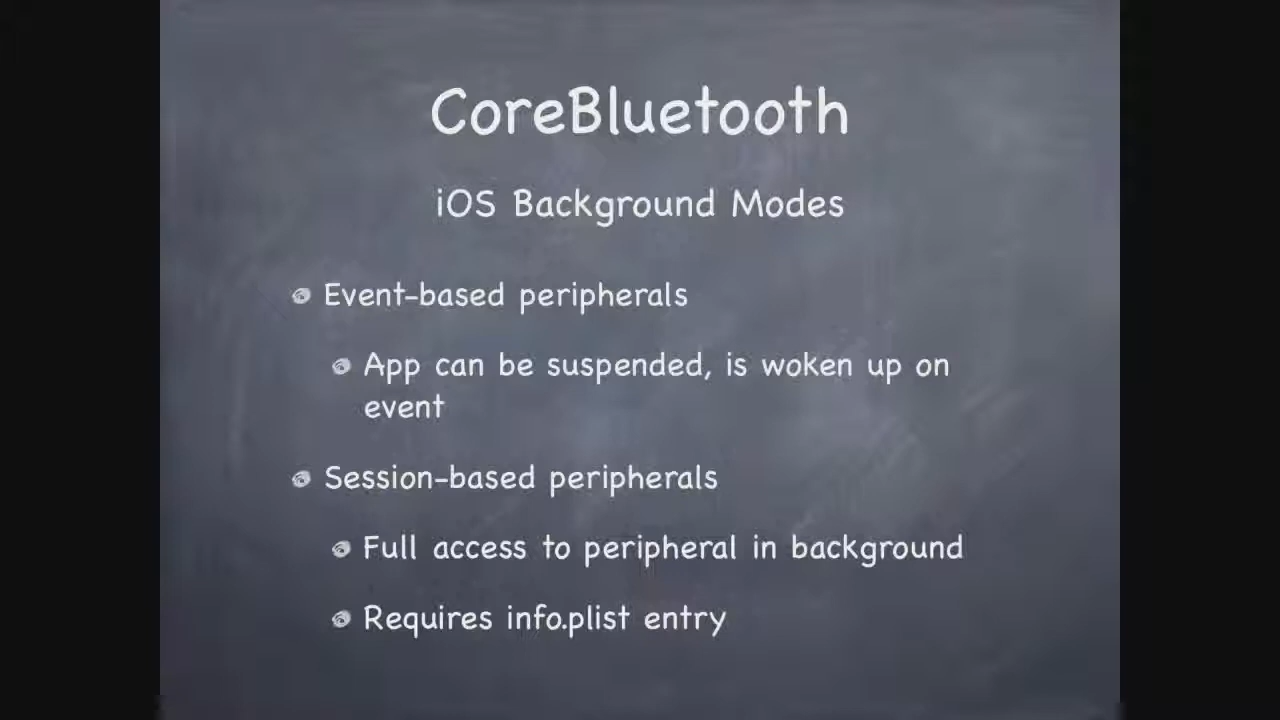 CoreBluetooth
iOS Background Modes
Event-based peripherals
App can be suspended, is woken up on
event
Session-based peripherals
Full access to peripheral in background
Requires info.plist entry